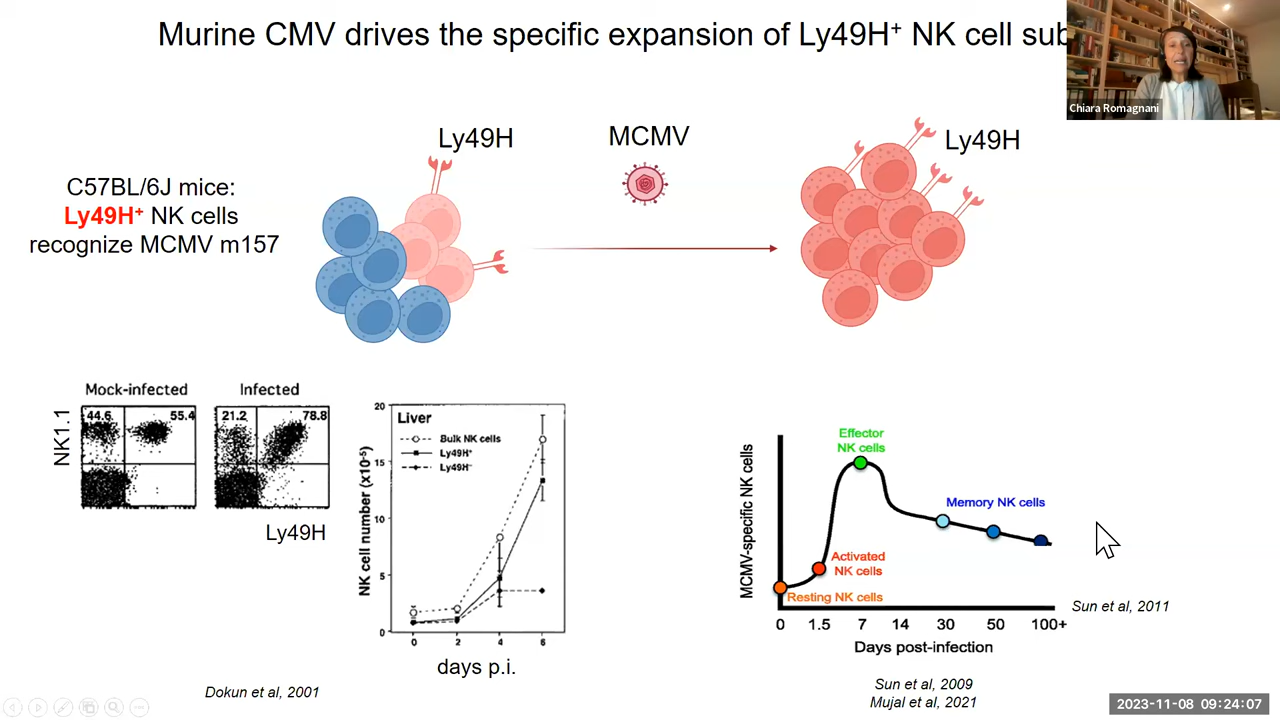 Murine CMV drives the specific expansion of Ly49H⁺ NK cell sub
Chiara Romagnani
Ly49H
MCMV
Ly49H
C57BL/6J mice:
Ly49H⁺ NK cells
recognize MCMV m157
Mock-infected
Infected
44.6
55.4
21.2
78.8
NK1.1
Ly49H
Liver
Bulk NK cells
Ly49H⁺
Ly49H⁻
NK cell number (x10⁻⁵)
20
15
10
5
0
0 2 4 6
days p.i.
Dokun et al, 2001
MCMV-specific NK cells
Effector
NK cells
Memory NK cells
Activated
NK cells
Resting NK cells
0 1.5 7 14 30 50 100+
Days post-infection
Sun et al, 2011
Sun et al, 2009
Mujal et al, 2021
2023-11-08 09:24:07